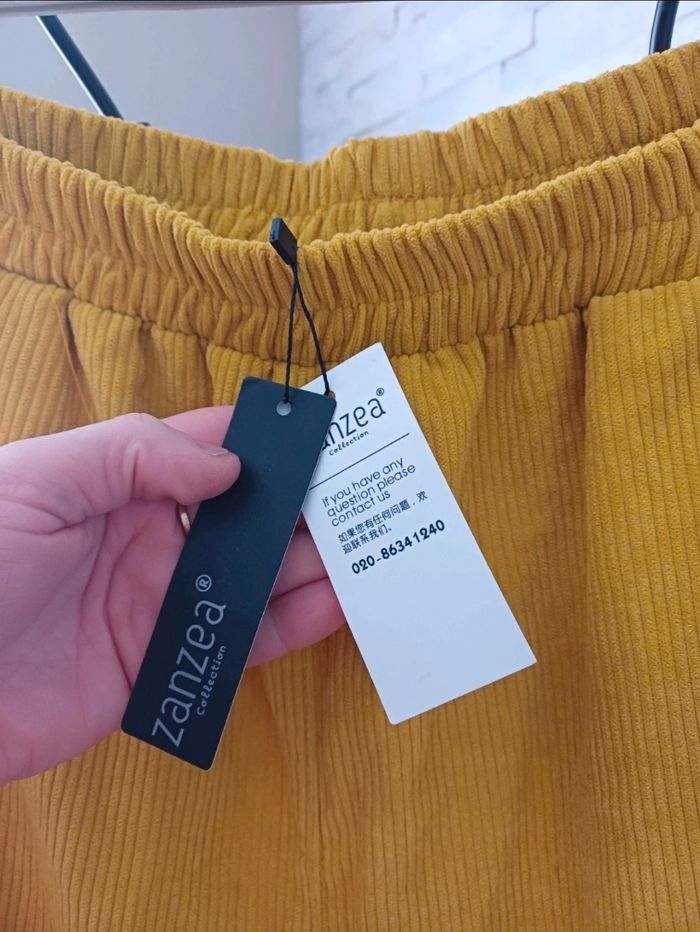 zanzea®
Collection
anzea®
Collection
If you have any
question please
contact us
如果您有任何问题，欢
迎联系我们。
020-86341240